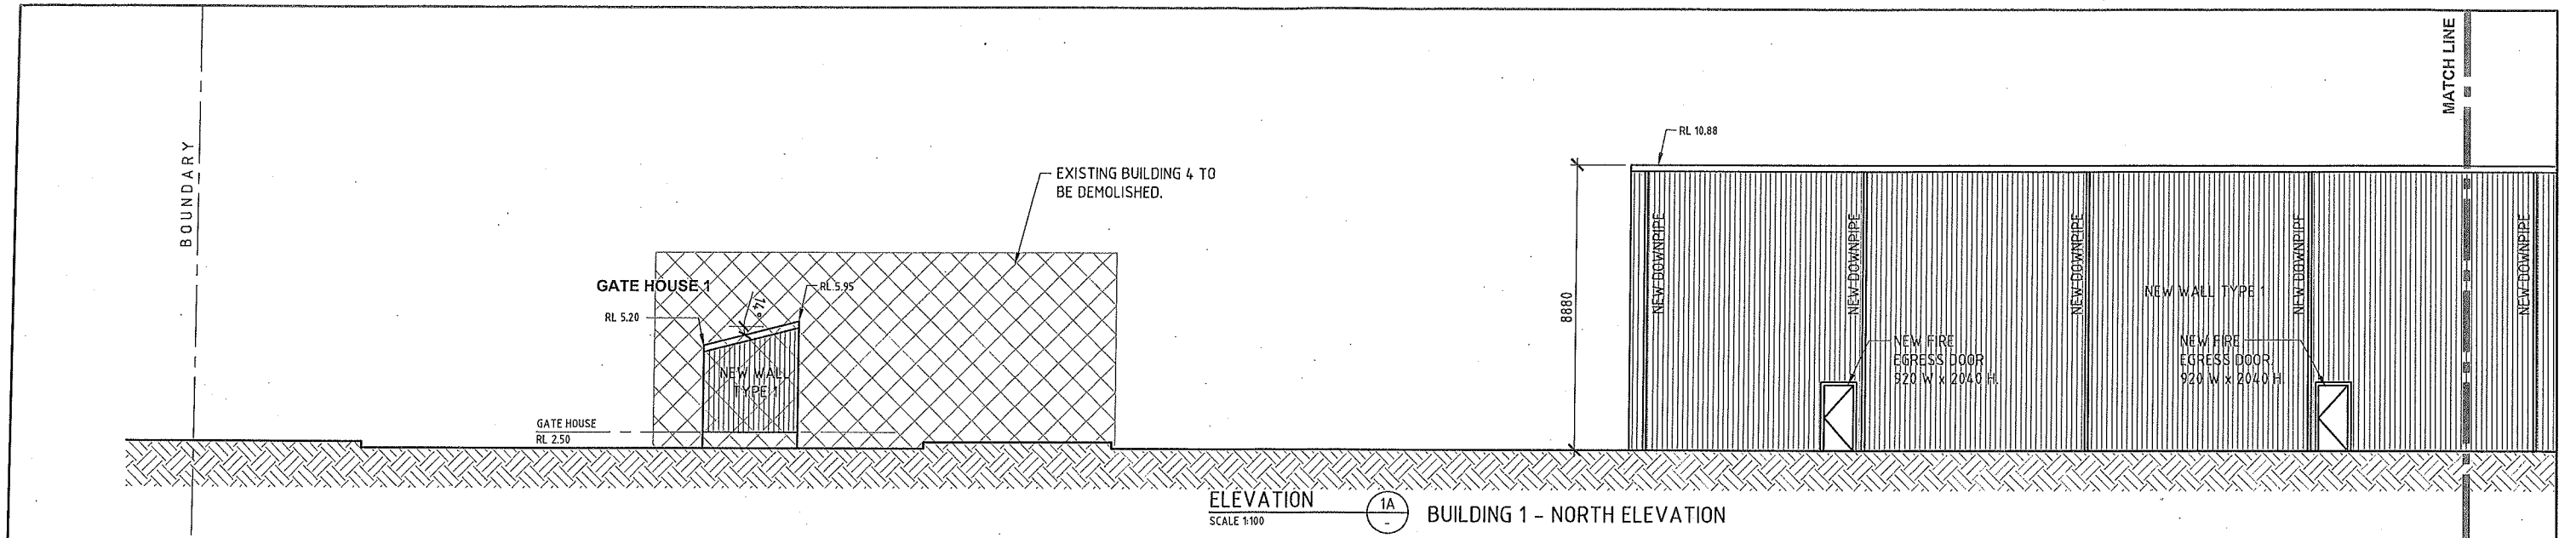 BOUNDARY
MATCH LINE
RL 10.88
EXISTING BUILDING 4 TO
BE DEMOLISHED.
GATE HOUSE 1
14°
RL.5.95
RL 5.20
NEW WALL
TYPE 1
GATE HOUSE
RL 2.50
8880
NEW DOWNPIPE
NEW DOWNPIPE
NEW DOWNPIPE
NEW DOWNPIPE
NEW DOWNPIPE
NEW WALL TYPE 1
NEW FIRE
EGRESS DOOR
920 W x 2040 H.
NEW FIRE
EGRESS DOOR
920 W x 2040 H.
ELEVATION
SCALE 1:100
1A
-
BUILDING 1 - NORTH ELEVATION